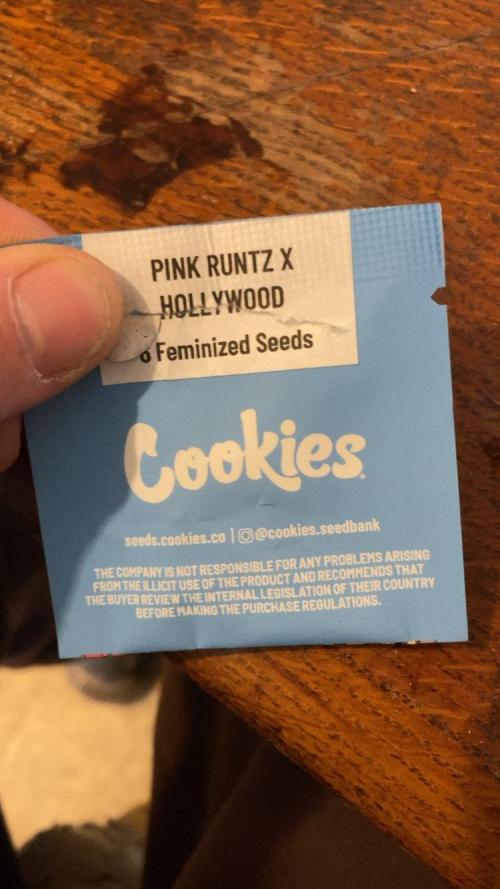 PINK RUNTZ X
HOLLYWOOD
Feminized Seeds
Cookies
seeds.cookies.co | @cookies.seedbank
THE COMPANY IS NOT RESPONSIBLE FOR ANY PROBLEMS ARISING
FROM THE ILLICIT USE OF THE PRODUCT AND RECOMMENDS THAT
THE BUYER REVIEW THE INTERNAL LEGISLATION OF THEIR COUNTRY
BEFORE MAKING THE PURCHASE REGULATIONS.